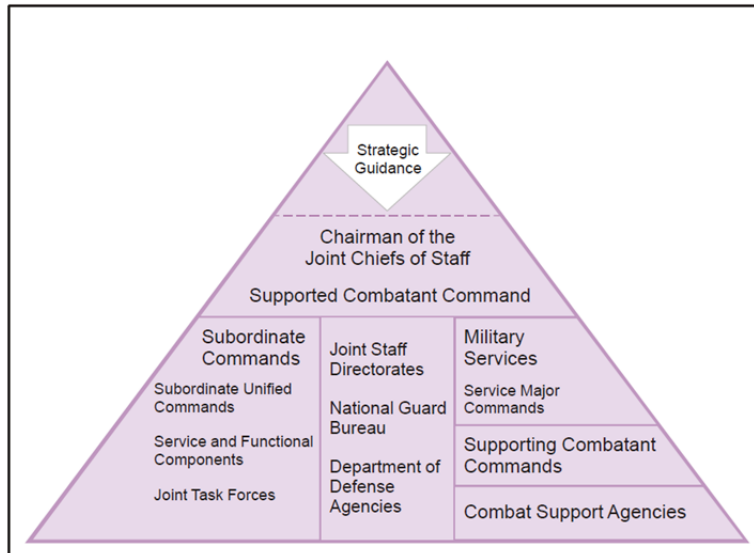 Strategic
Guidance
Chairman of the
Joint Chiefs of Staff
Supported Combatant Command
Subordinate
Commands
Subordinate Unified
Commands
Service and Functional
Components
Joint Task Forces
Joint Staff
Directorates
National Guard
Bureau
Department of
Defense
Agencies
Military
Services
Service Major
Commands
Supporting Combatant
Commands
Combat Support Agencies